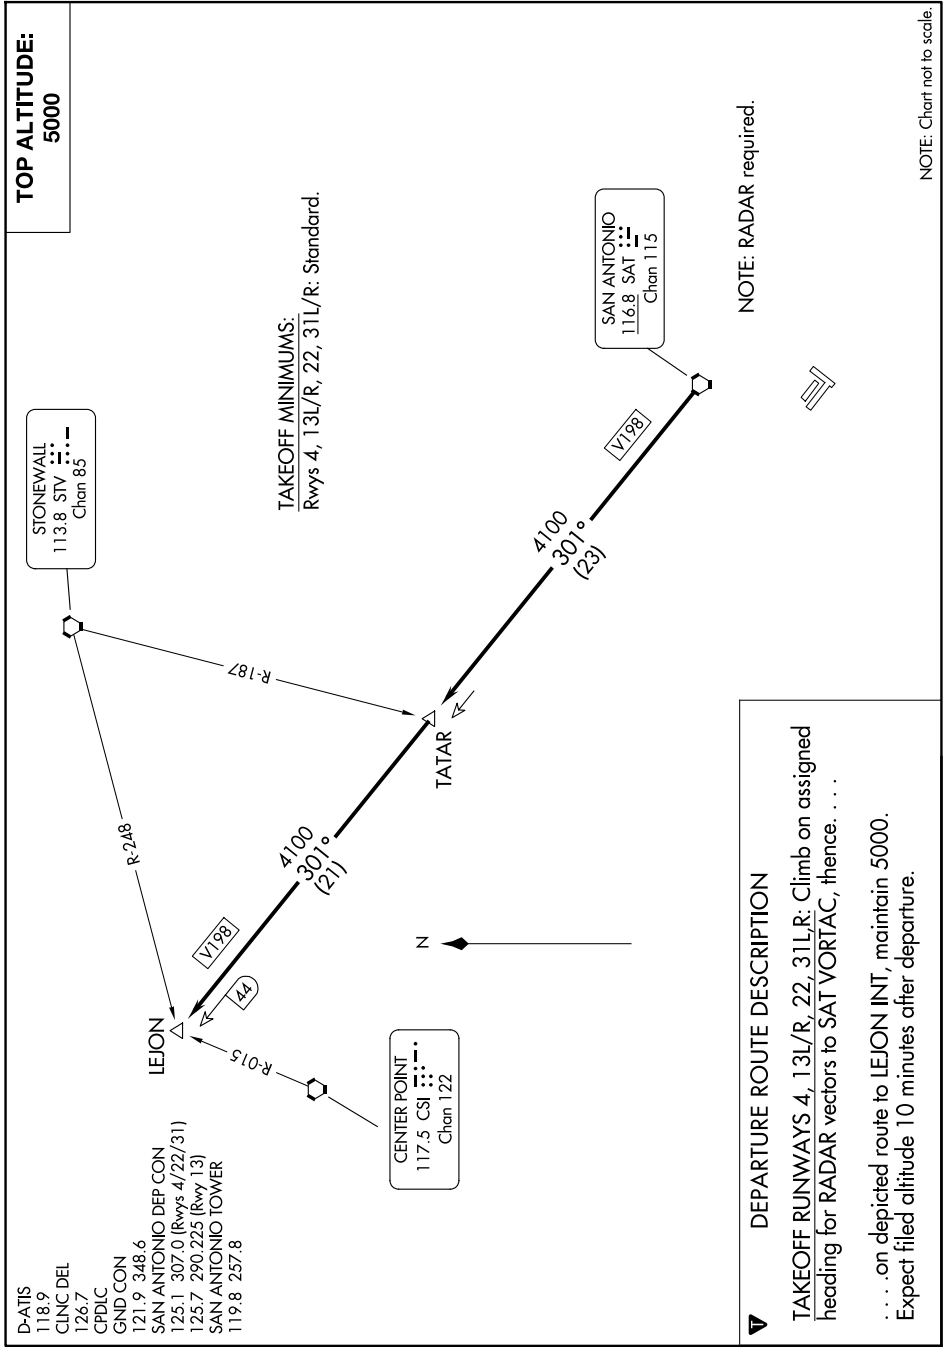 D-ATIS
118.9
CLNC DEL
126.7
CPDLC
GND CON
121.9 348.6
SAN ANTONIO DEP CON
125.1 307.0 (Rwys 4/22/31)
125.7 290.225 (Rwy 13)
SAN ANTONIO TOWER
119.8 257.8
TOP ALTITUDE:
5000
STONEWALL
113.8 STV
Chan 85
R-248
R-187
LEJON
44
V198
4100
301°
(21)
R-015
CENTER POINT
117.5 CSI
Chan 122
N
TATAR
TAKEOFF MINIMUMS:
Rwys 4, 13L/R, 22, 31L/R: Standard.
4100
301°
(23)
V198
SAN ANTONIO
116.8 SAT
Chan 115
NOTE: RADAR required.
T
DEPARTURE ROUTE DESCRIPTION
TAKEOFF RUNWAYS 4, 13L/R, 22, 31L,R: Climb on assigned
heading for RADAR vectors to SAT VORTAC, thence. . . .
. . . .on depicted route to LEJON INT, maintain 5000.
Expect filed altitude 10 minutes after departure.
NOTE: Chart not to scale.